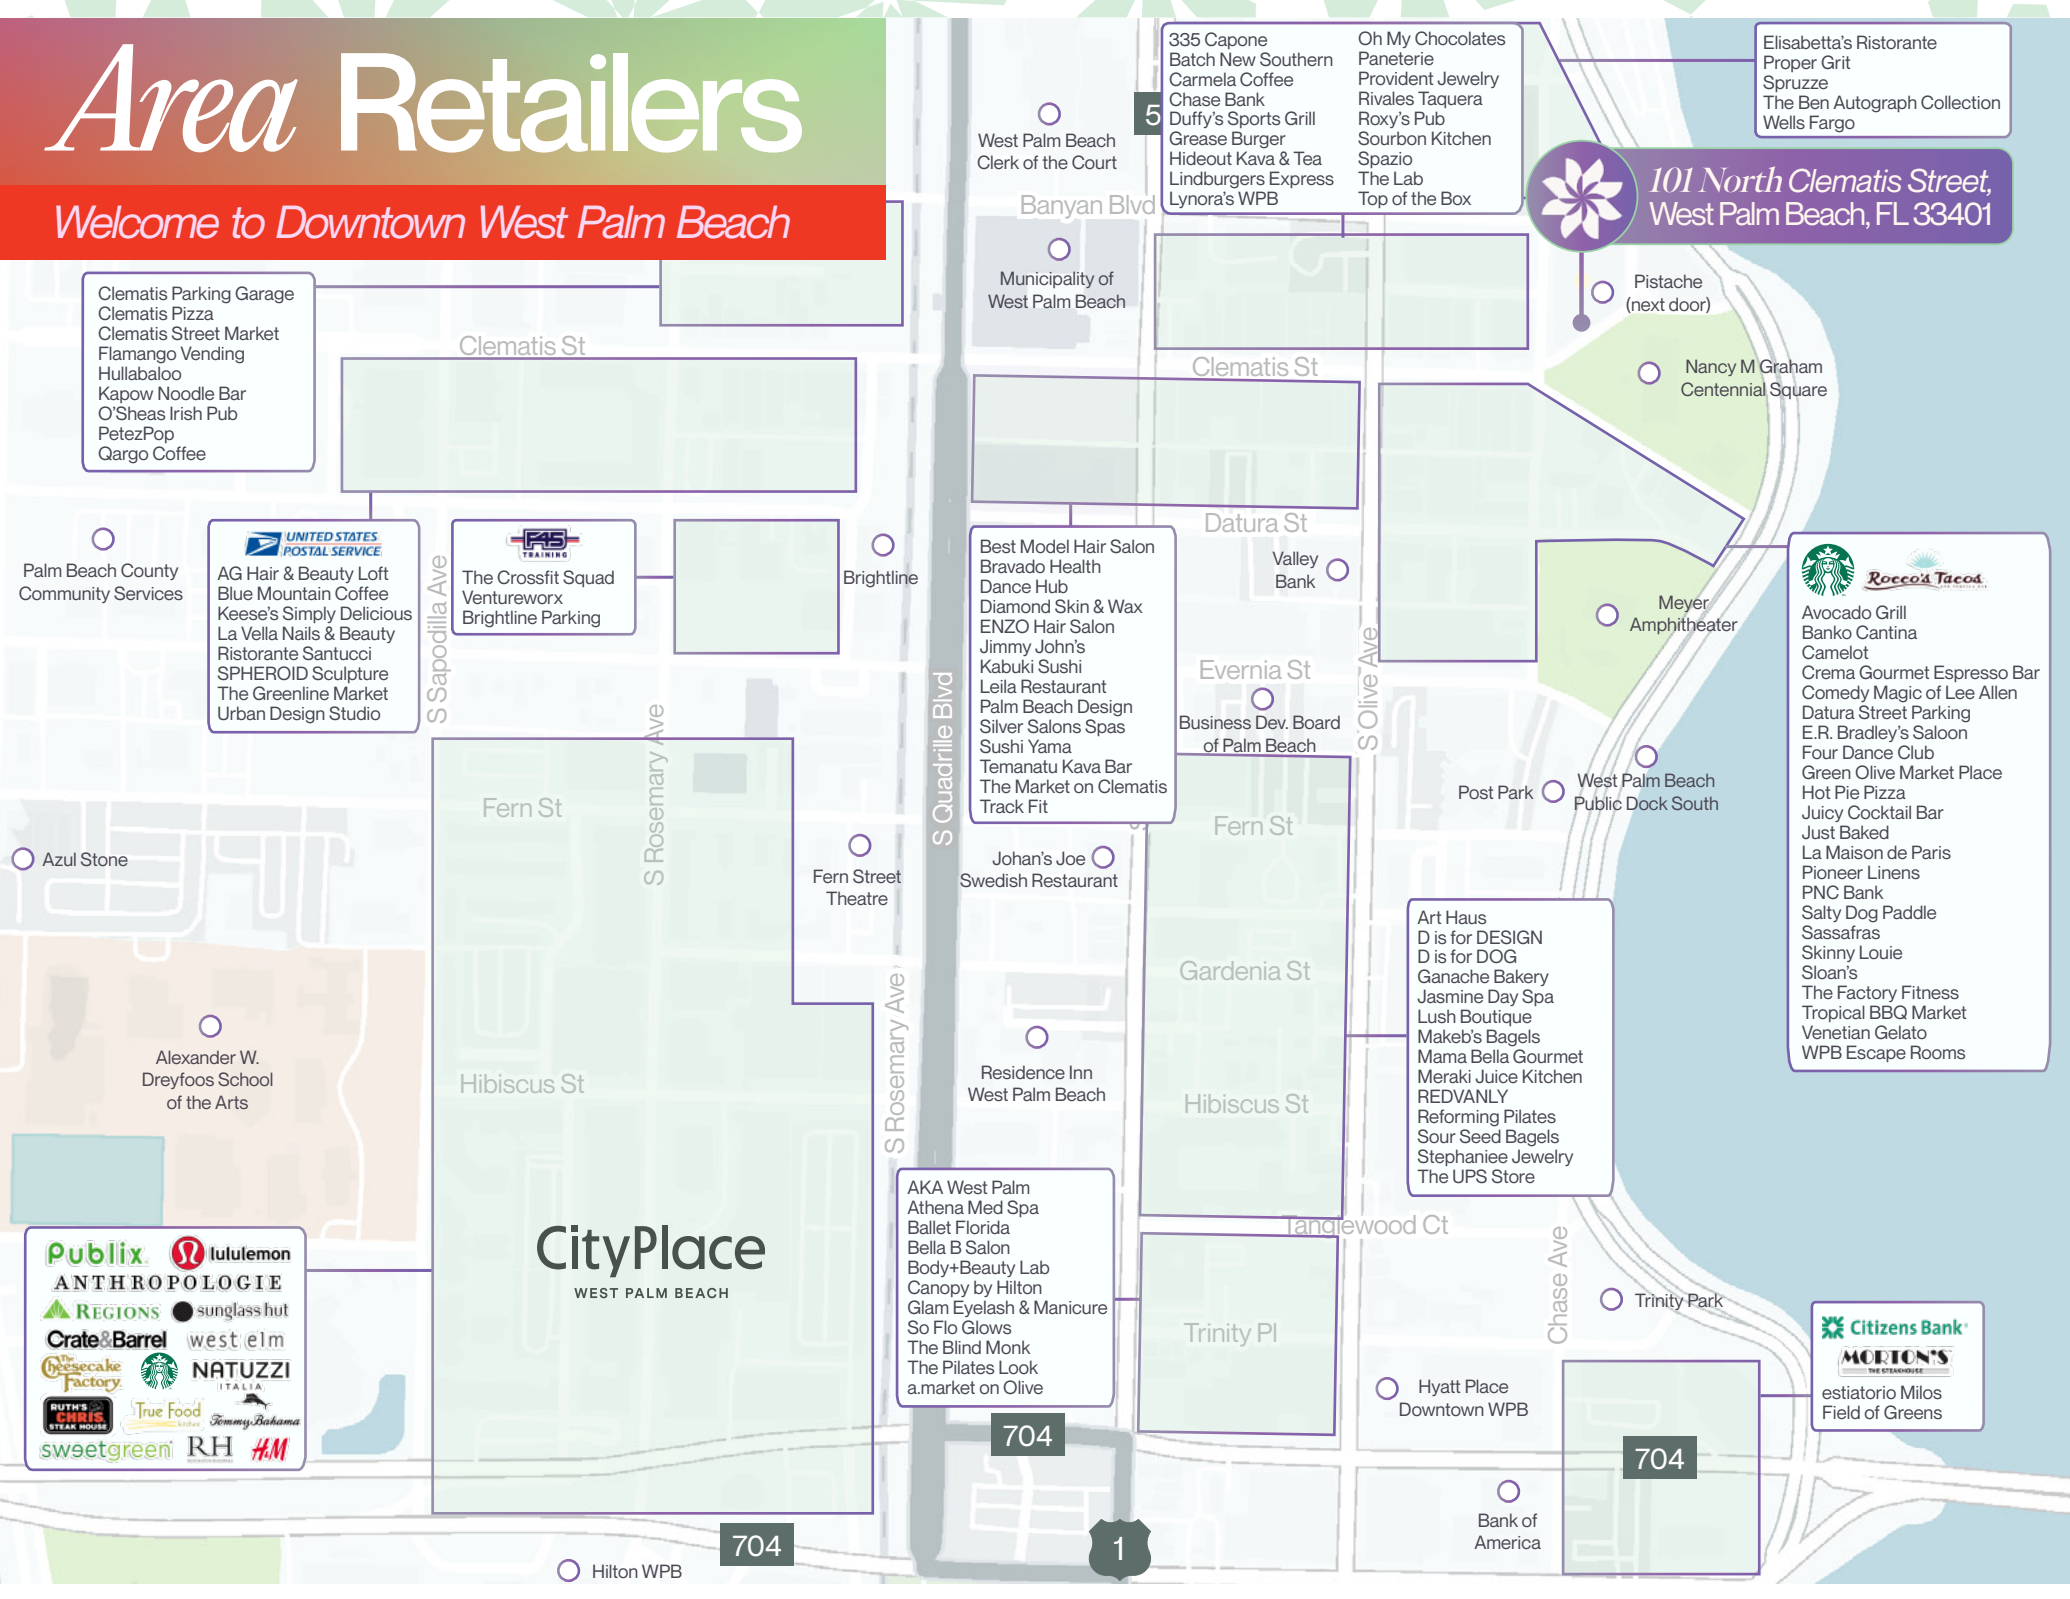 Area Retailers
Welcome to Downtown West Palm Beach
335 Capone
Batch New Southern
Carmela Coffee
Chase Bank
Duffy's Sports Grill
Grease Burger
Hideout Kava & Tea
Lindburgers Express
Lynora's WPB
Oh My Chocolates
Paneterie
Provident Jewelry
Rivales Taquera
Roxy's Pub
Sourbon Kitchen
Spazio
The Lab
Top of the Box
5
Elisabetta's Ristorante
Proper Grit
Spruzze
The Ben Autograph Collection
Wells Fargo
101 North Clematis Street,
West Palm Beach, FL 33401
West Palm Beach
Clerk of the Court
Banyan Blvd
Municipality of
West Palm Beach
Pistache
(next door)
Nancy M Graham
Centennial Square
Clematis Parking Garage
Clematis Pizza
Clematis Street Market
Flamango Vending
Hullabaloo
Kapow Noodle Bar
O'Sheas Irish Pub
PetezPop
Qargo Coffee
Clematis St
Clematis St
Datura St
Valley
Bank
Palm Beach County
Community Services
UNITED STATES
POSTAL SERVICE
AG Hair & Beauty Loft
Blue Mountain Coffee
Keese's Simply Delicious
La Vella Nails & Beauty
Ristorante Santucci
SPHEROID Sculpture
The Greenline Market
Urban Design Studio
S Sapodilla Ave
F45
TRAINING
The Crossfit Squad
Ventureworx
Brightline Parking
Brightline
Best Model Hair Salon
Bravado Health
Dance Hub
Diamond Skin & Wax
ENZO Hair Salon
Jimmy John's
Kabuki Sushi
Leila Restaurant
Palm Beach Design
Silver Salons Spas
Sushi Yama
Temanatu Kava Bar
The Market on Clematis
Track Fit
Meyer
Amphitheater
Rocco's Tacos
Avocado Grill
Banko Cantina
Camelot
Crema Gourmet Espresso Bar
Comedy Magic of Lee Allen
Datura Street Parking
E.R. Bradley's Saloon
Four Dance Club
Green Olive Market Place
Hot Pie Pizza
Juicy Cocktail Bar
Just Baked
La Maison de Paris
Pioneer Linens
PNC Bank
Salty Dog Paddle
Sassafras
Skinny Louie
Sloan's
The Factory Fitness
Tropical BBQ Market
Venetian Gelato
WPB Escape Rooms
Evernia St
Business Dev. Board
of Palm Beach
S Olive Ave
S Quadrille Blvd
S Rosemary Ave
Post Park
West Palm Beach
Public Dock South
Fern St
Fern St
Azul Stone
Fern Street
Theatre
Johan's Joe
Swedish Restaurant
Gardenia St
Art Haus
D is for DESIGN
D is for DOG
Ganache Bakery
Jasmine Day Spa
Lush Boutique
Makeb's Bagels
Mama Bella Gourmet
Meraki Juice Kitchen
REDVANLY
Reforming Pilates
Sour Seed Bagels
Stephaniee Jewelry
The UPS Store
Alexander W.
Dreyfoos School
of the Arts
S Rosemary Ave
Residence Inn
West Palm Beach
Hibiscus St
Hibiscus St
AKA West Palm
Athena Med Spa
Ballet Florida
Bella B Salon
Body+Beauty Lab
Canopy by Hilton
Glam Eyelash & Manicure
So Flo Glows
The Blind Monk
The Pilates Look
a.market on Olive
Tanglewood Ct
CityPlace
WEST PALM BEACH
Publix lululemon
ANTHROPOLOGIE
REGIONS sunglass hut
Crate&Barrel west elm
The Cheesecake Factory
NATUZZI
ITALIA
RUTH'S CHRIS STEAK HOUSE
True Food kitchen
Tommy Bahama
sweetgreen RH H&M
Trinity Pl
Chase Ave
Trinity Park
Hyatt Place
Downtown WPB
Citizens Bank
MORTON'S
THE STEAKHOUSE
estiatorio Milos
Field of Greens
704
704
704
1
Bank of
America
Hilton WPB